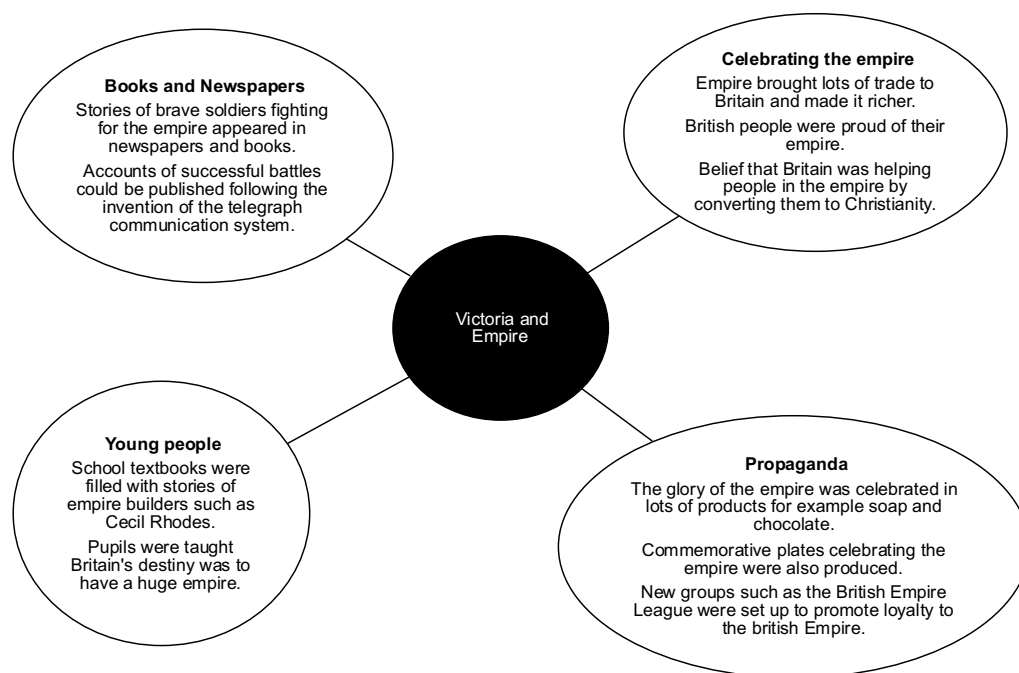 Books and Newspapers
Stories of brave soldiers fighting
for the empire appeared in
newspapers and books.
Accounts of successful battles
could be published following the
invention of the telegraph
communication system.
Celebrating the empire
Empire brought lots of trade to
Britain and made it richer.
British people were proud of their
empire.
Belief that Britain was helping
people in the empire by
converting them to Christianity.
Victoria and
Empire
Young people
School textbooks were
filled with stories of
empire builders such as
Cecil Rhodes.
Pupils were taught
Britain's destiny was to
have a huge empire.
Propaganda
The glory of the empire was celebrated in
lots of products for example soap and
chocolate.
Commemorative plates celebrating the
empire were also produced.
New groups such as the British Empire
League were set up to promote loyalty to
the british Empire.